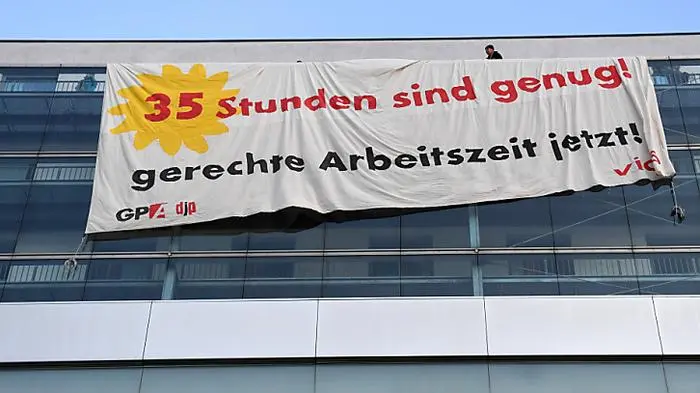 35 Stunden sind genug!
gerechte Arbeitszeit jetzt!
GPA djp
vida